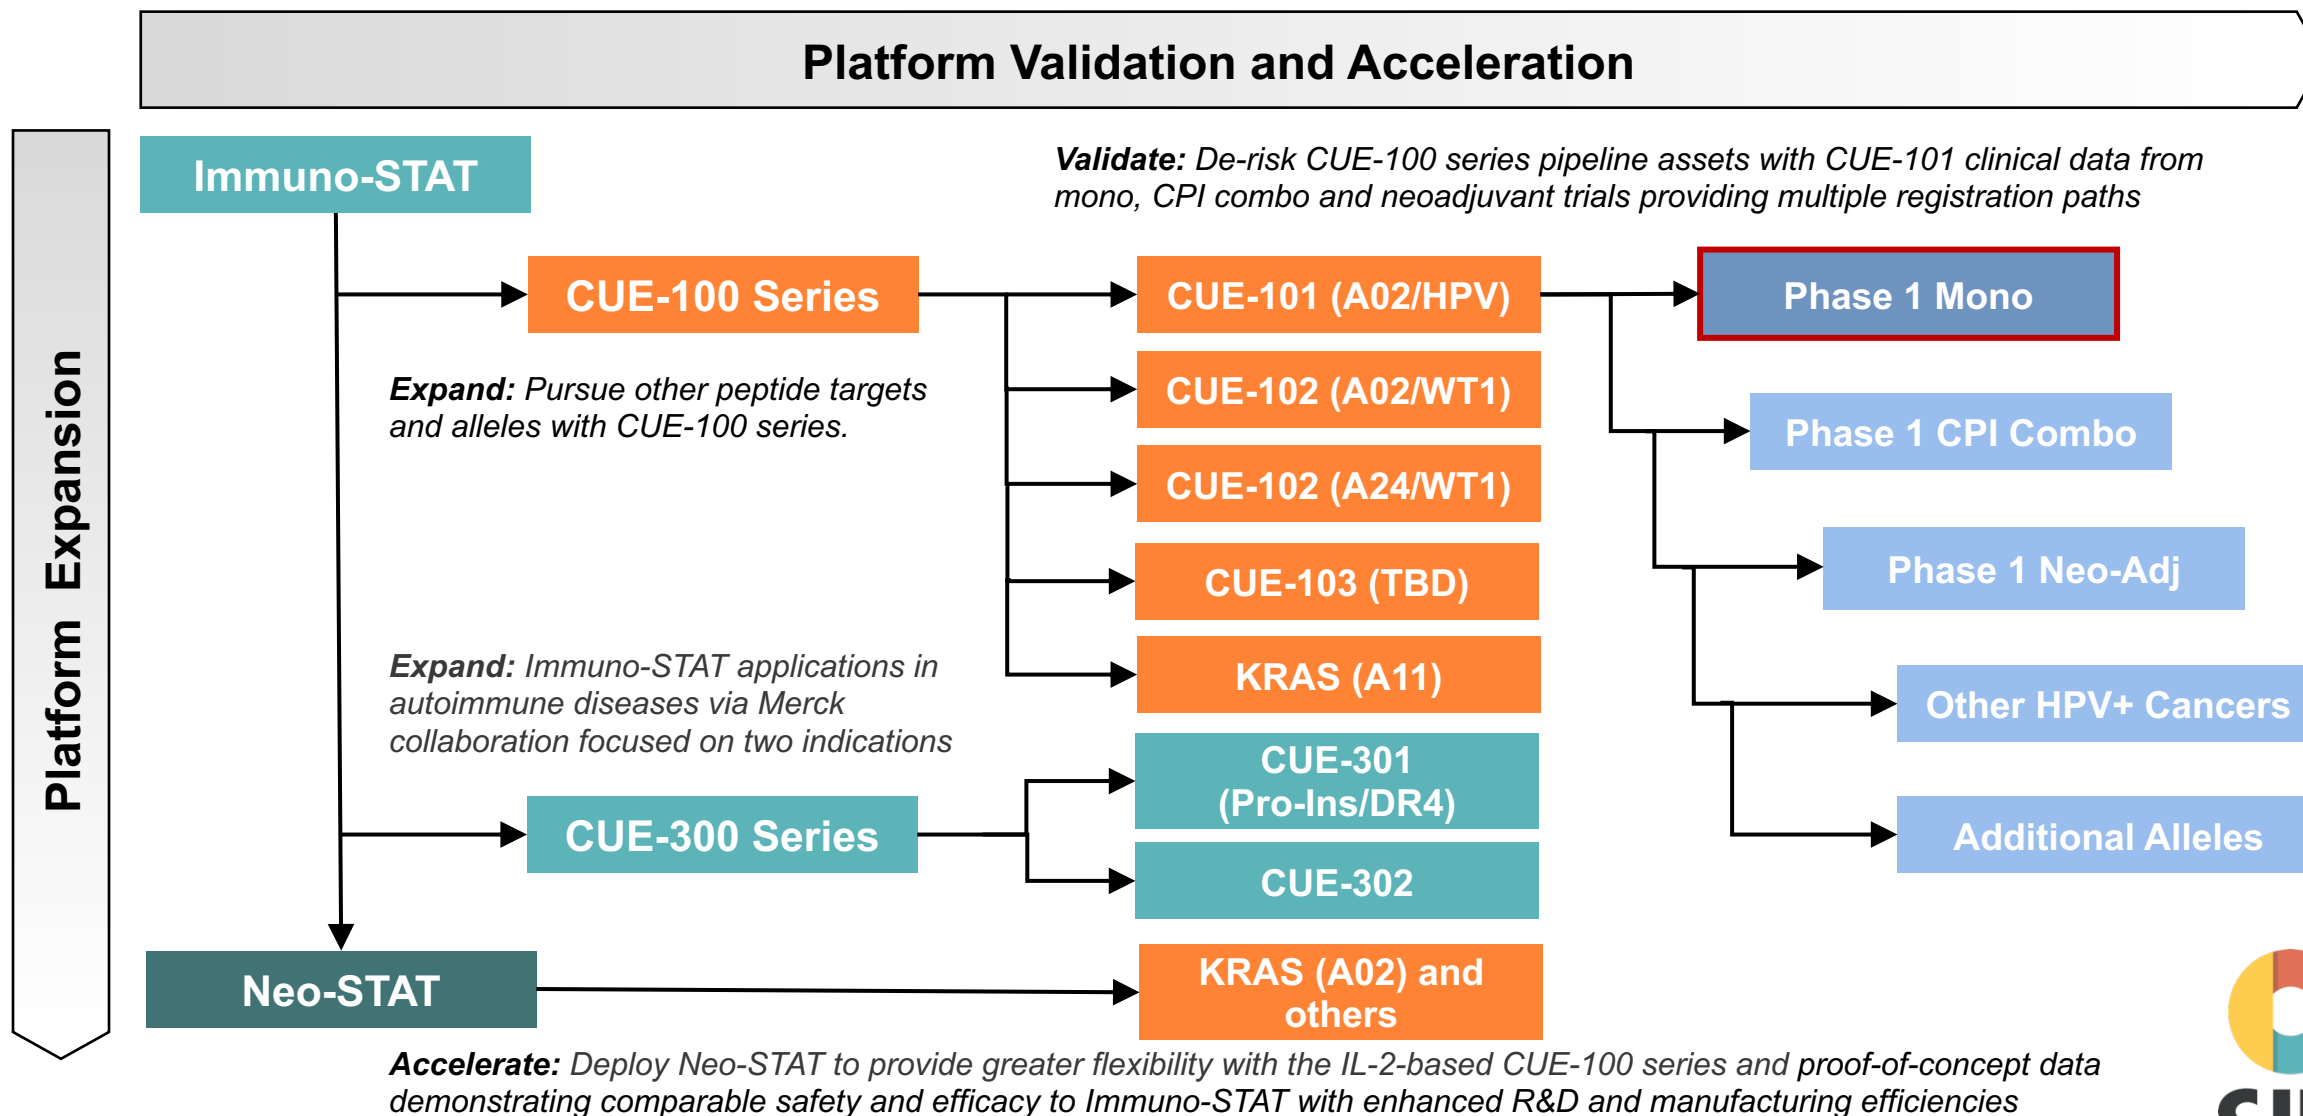 Platform Validation and Acceleration
Platform Expansion
Immuno-STAT
Validate: De-risk CUE-100 series pipeline assets with CUE-101 clinical data from
mono, CPI combo and neoadjuvant trials providing multiple registration paths
CUE-100 Series
CUE-101 (A02/HPV)
Phase 1 Mono
Expand: Pursue other peptide targets
and alleles with CUE-100 series.
CUE-102 (A02/WT1)
Phase 1 CPI Combo
CUE-102 (A24/WT1)
CUE-103 (TBD)
Phase 1 Neo-Adj
Expand: Immuno-STAT applications in
autoimmune diseases via Merck
collaboration focused on two indications
KRAS (A11)
Other HPV+ Cancers
CUE-300 Series
CUE-301
(Pro-Ins/DR4)
Additional Alleles
CUE-302
Neo-STAT
KRAS (A02) and
others
Accelerate: Deploy Neo-STAT to provide greater flexibility with the IL-2-based CUE-100 series and proof-of-concept data
demonstrating comparable safety and efficacy to Immuno-STAT with enhanced R&D and manufacturing efficiencies